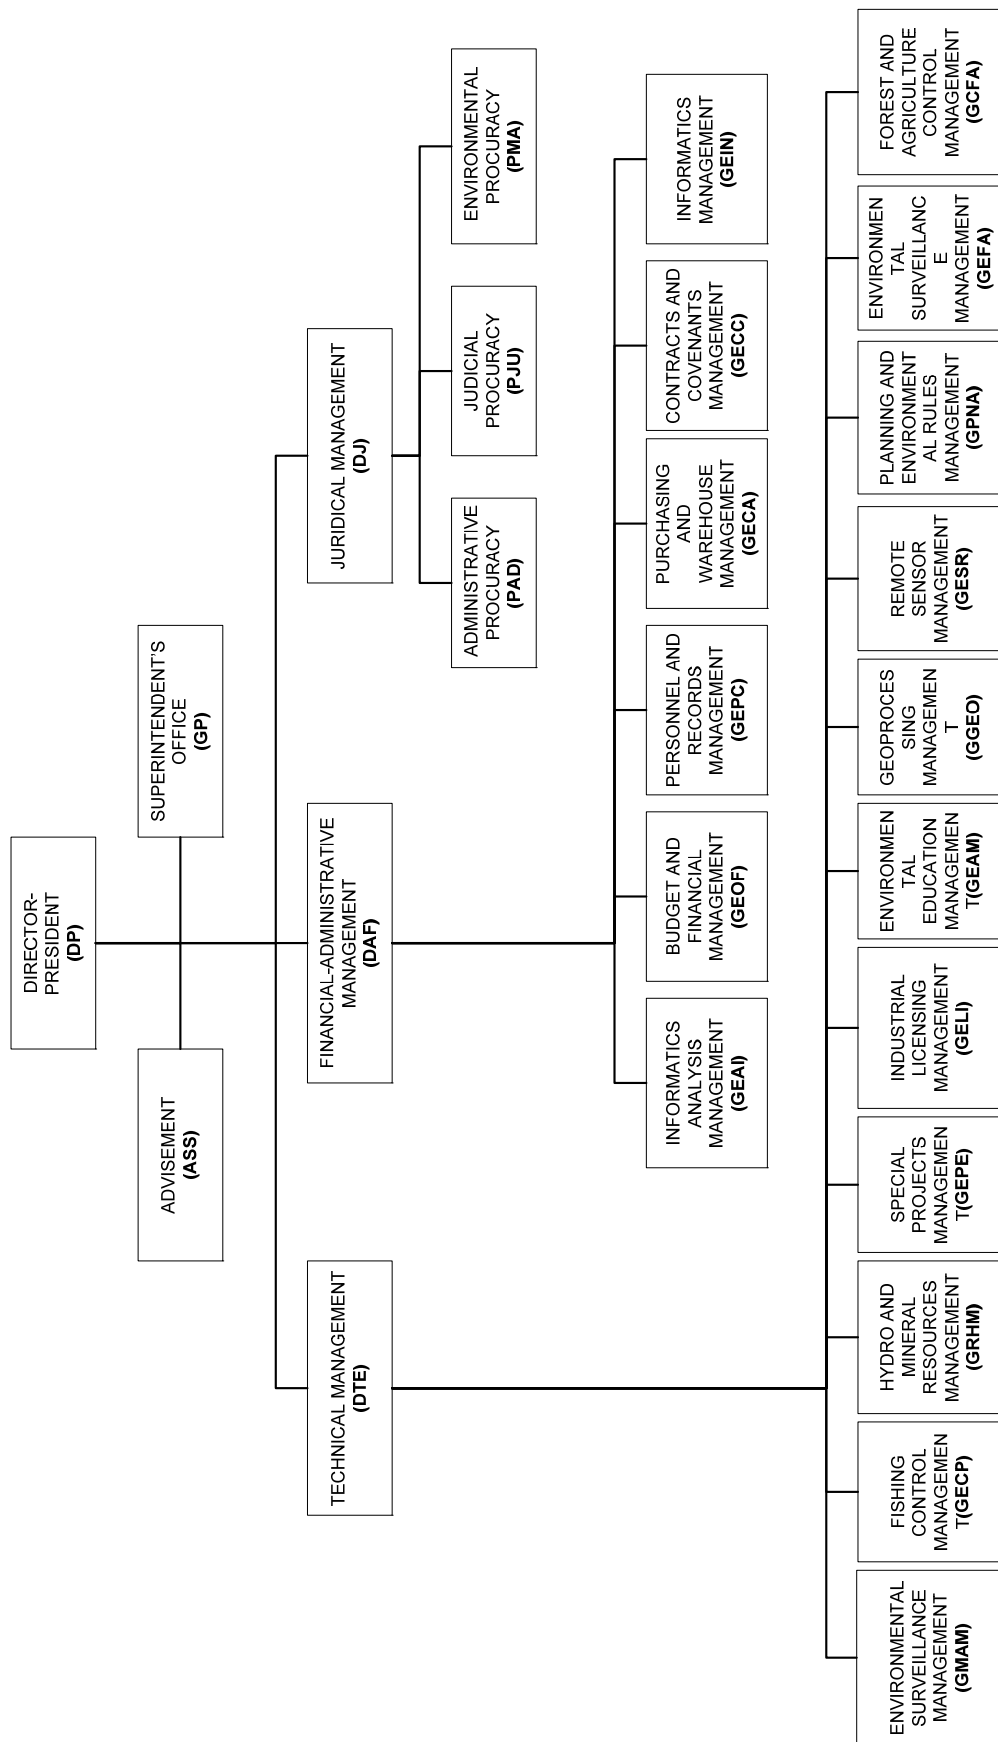 DIRECTOR-
PRESIDENT
(DP)
ADVISEMENT
(ASS)
SUPERINTENDENT'S
OFFICE
(GP)
TECHNICAL MANAGEMENT
(DTE)
FINANCIAL-ADMINISTRATIVE
MANAGEMENT
(DAF)
JURIDICAL MANAGEMENT
(DJ)
ADMINISTRATIVE
PROCURACY
(PAD)
JUDICIAL
PROCURACY
(PJU)
ENVIRONMENTAL
PROCURACY
(PMA)
INFORMATICS
ANALYSIS
MANAGEMENT
(GEAI)
BUDGET AND
FINANCIAL
MANAGEMENT
(GEOF)
PERSONNEL AND
RECORDS
MANAGEMENT
(GEPC)
PURCHASING
AND
WAREHOUSE
MANAGEMENT
(GECA)
CONTRACTS AND
COVENANTS
MANAGEMENT
(GECC)
INFORMATICS
MANAGEMENT
(GEIN)
ENVIRONMENTAL
SURVEILLANCE
MANAGEMENT
(GMAM)
FISHING
CONTROL
MANAGEMEN
T(GECP)
HYDRO AND
MINERAL
RESOURCES
MANAGEMENT
(GRHM)
SPECIAL
PROJECTS
MANAGEMEN
T(GEPE)
INDUSTRIAL
LICENSING
MANAGEMENT
(GELI)
ENVIRONMEN
TAL
EDUCATION
MANAGEMEN
T(GEAM)
GEOPROCES
SING
MANAGEMEN
T
(GGEO)
REMOTE
SENSOR
MANAGEMENT
(GESR)
PLANNING AND
ENVIRONMENT
AL RULES
MANAGEMENT
(GPNA)
ENVIRONMEN
TAL
SURVEILLANC
E
MANAGEMENT
(GEFA)
FOREST AND
AGRICULTURE
CONTROL
MANAGEMENT
(GCFA)